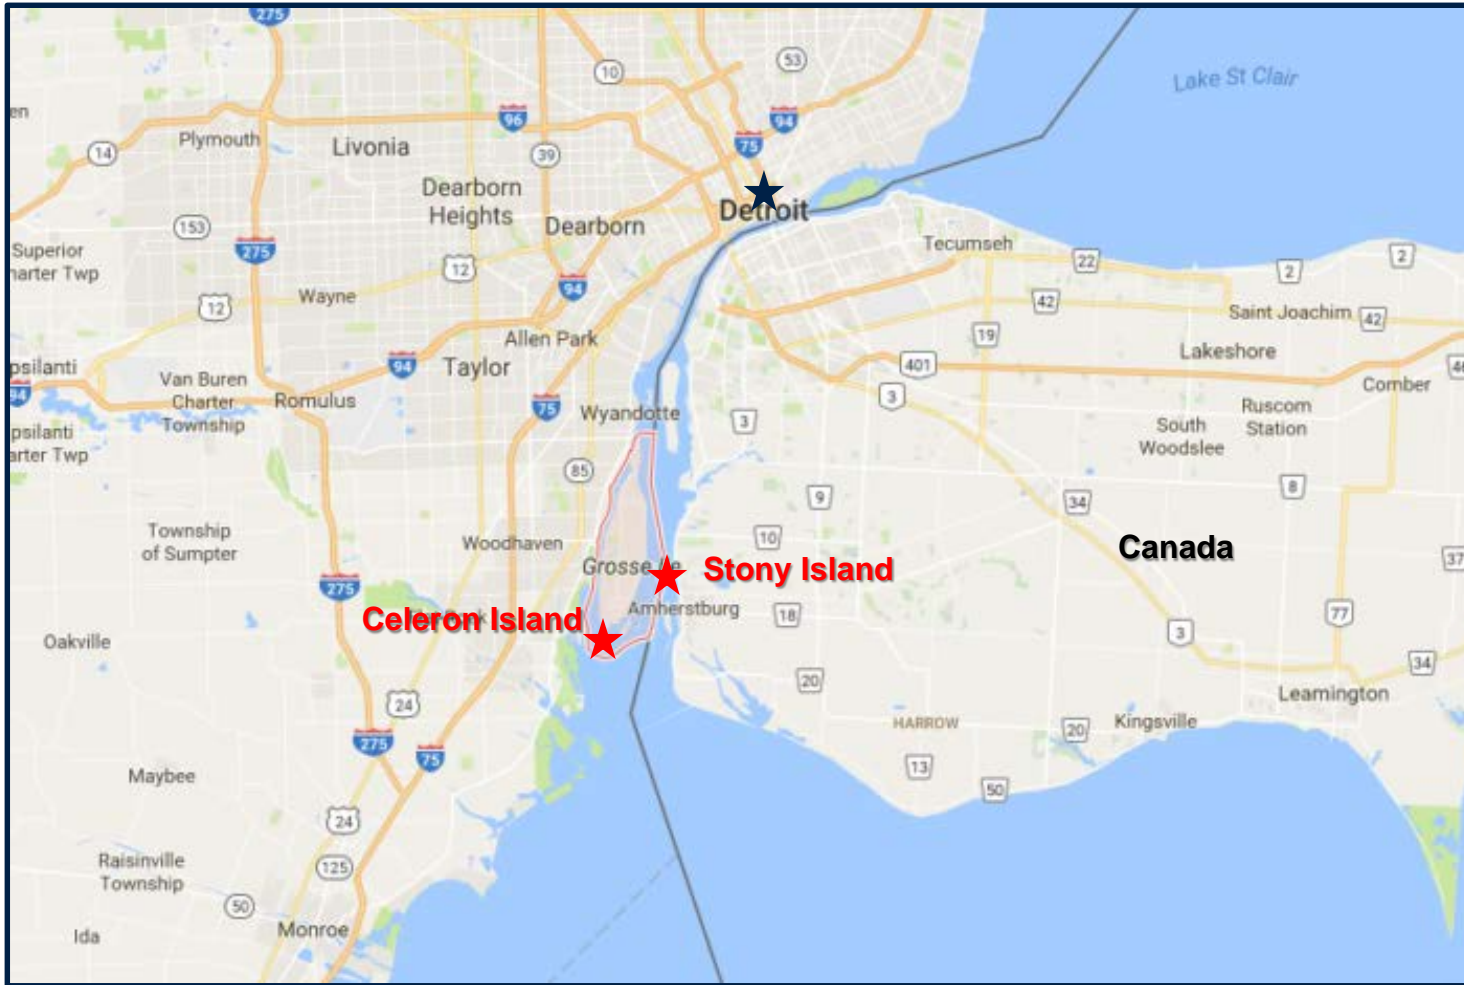 275
53
10
Lake St Clair
en
96
94
75
14
Plymouth
Livonia
39
Dearborn
Heights
Detroit
153
Dearborn
Superior
harter Twp
275
12
94
Tecumseh
22
2
2
12
Wayne
42
Saint Joachim
42
19
Allen Park
Lakeshore
psilanti
94
94
Taylor
401
Comber
Van Buren
Charter
Township
Romulus
75
Wyandotte
3
3
Ruscom
Station
South
Woodslee
psilanti
arter Twp
85
9
34
8
Township
of Sumpter
Woodhaven
10
Canada
37
Grosse
Stony Island
275
Celeron Island
Amherstburg
18
77
Oakville
3
34
20
Leamington
24
HARROW
20
Kingsville
275
75
13
50
Maybee
24
Raisinville
Township
125
50
Monroe
Ida